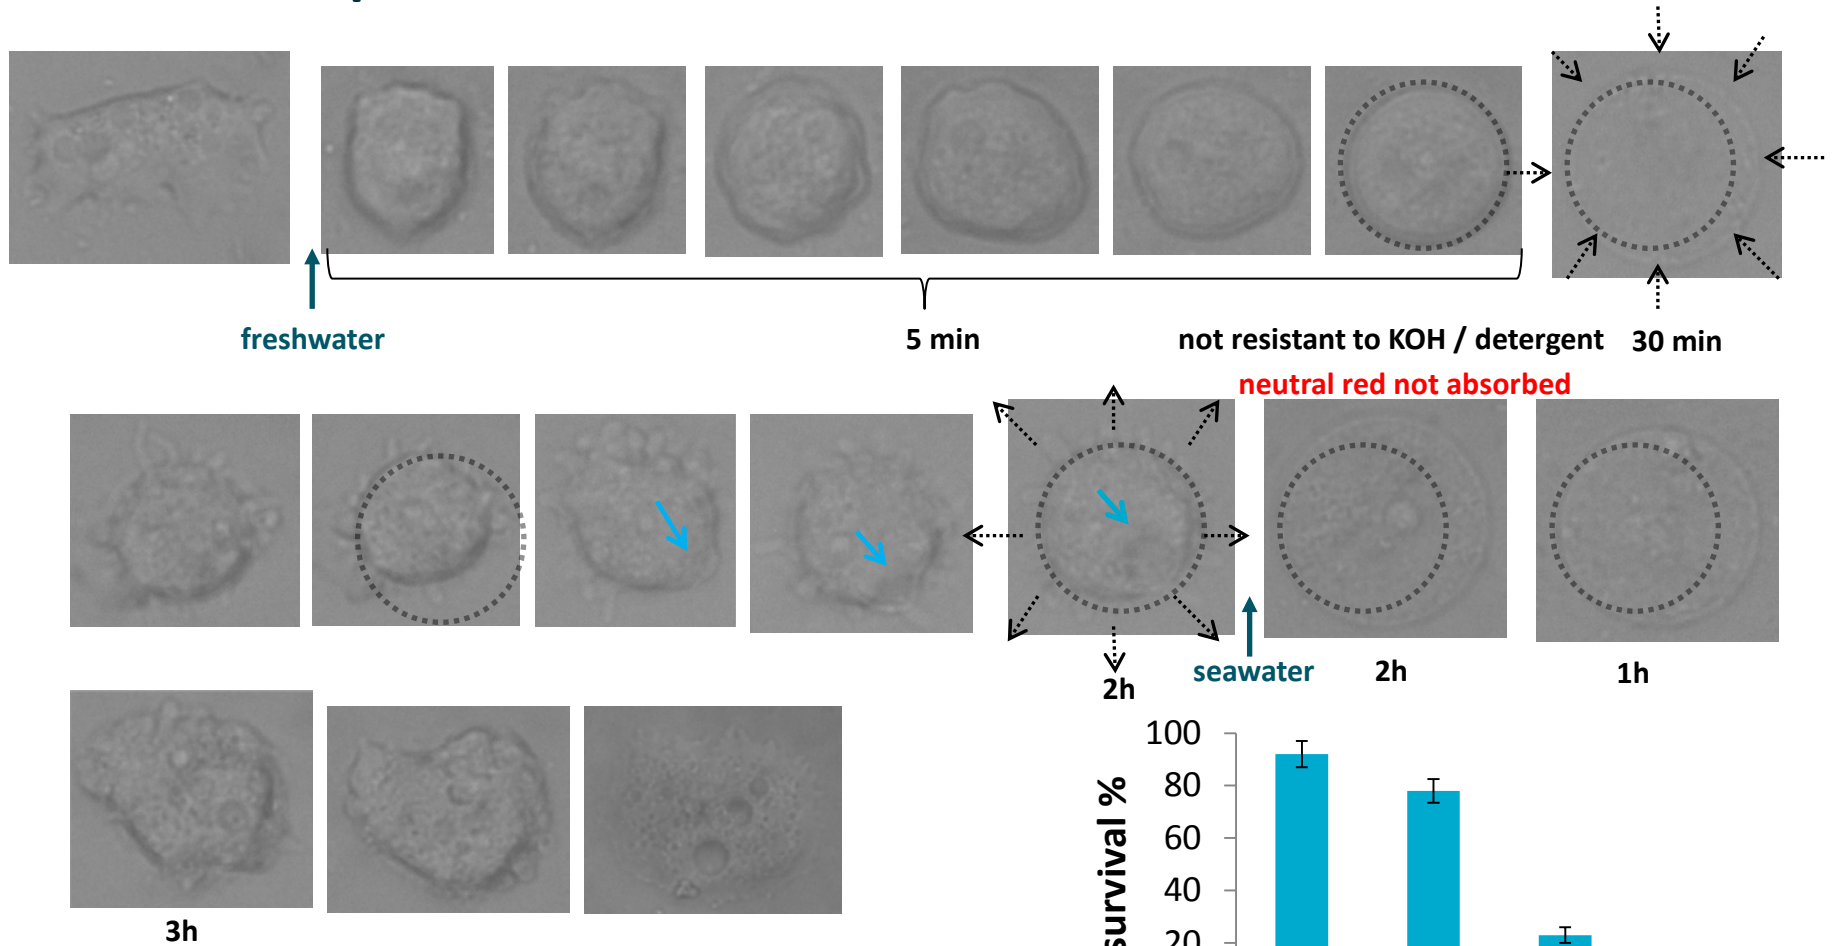 freshwater
5 min
not resistant to KOH / detergent
30 min
neutral red not absorbed
2h
seawater
2h
1h
3h
survival %
100
80
60
40
20